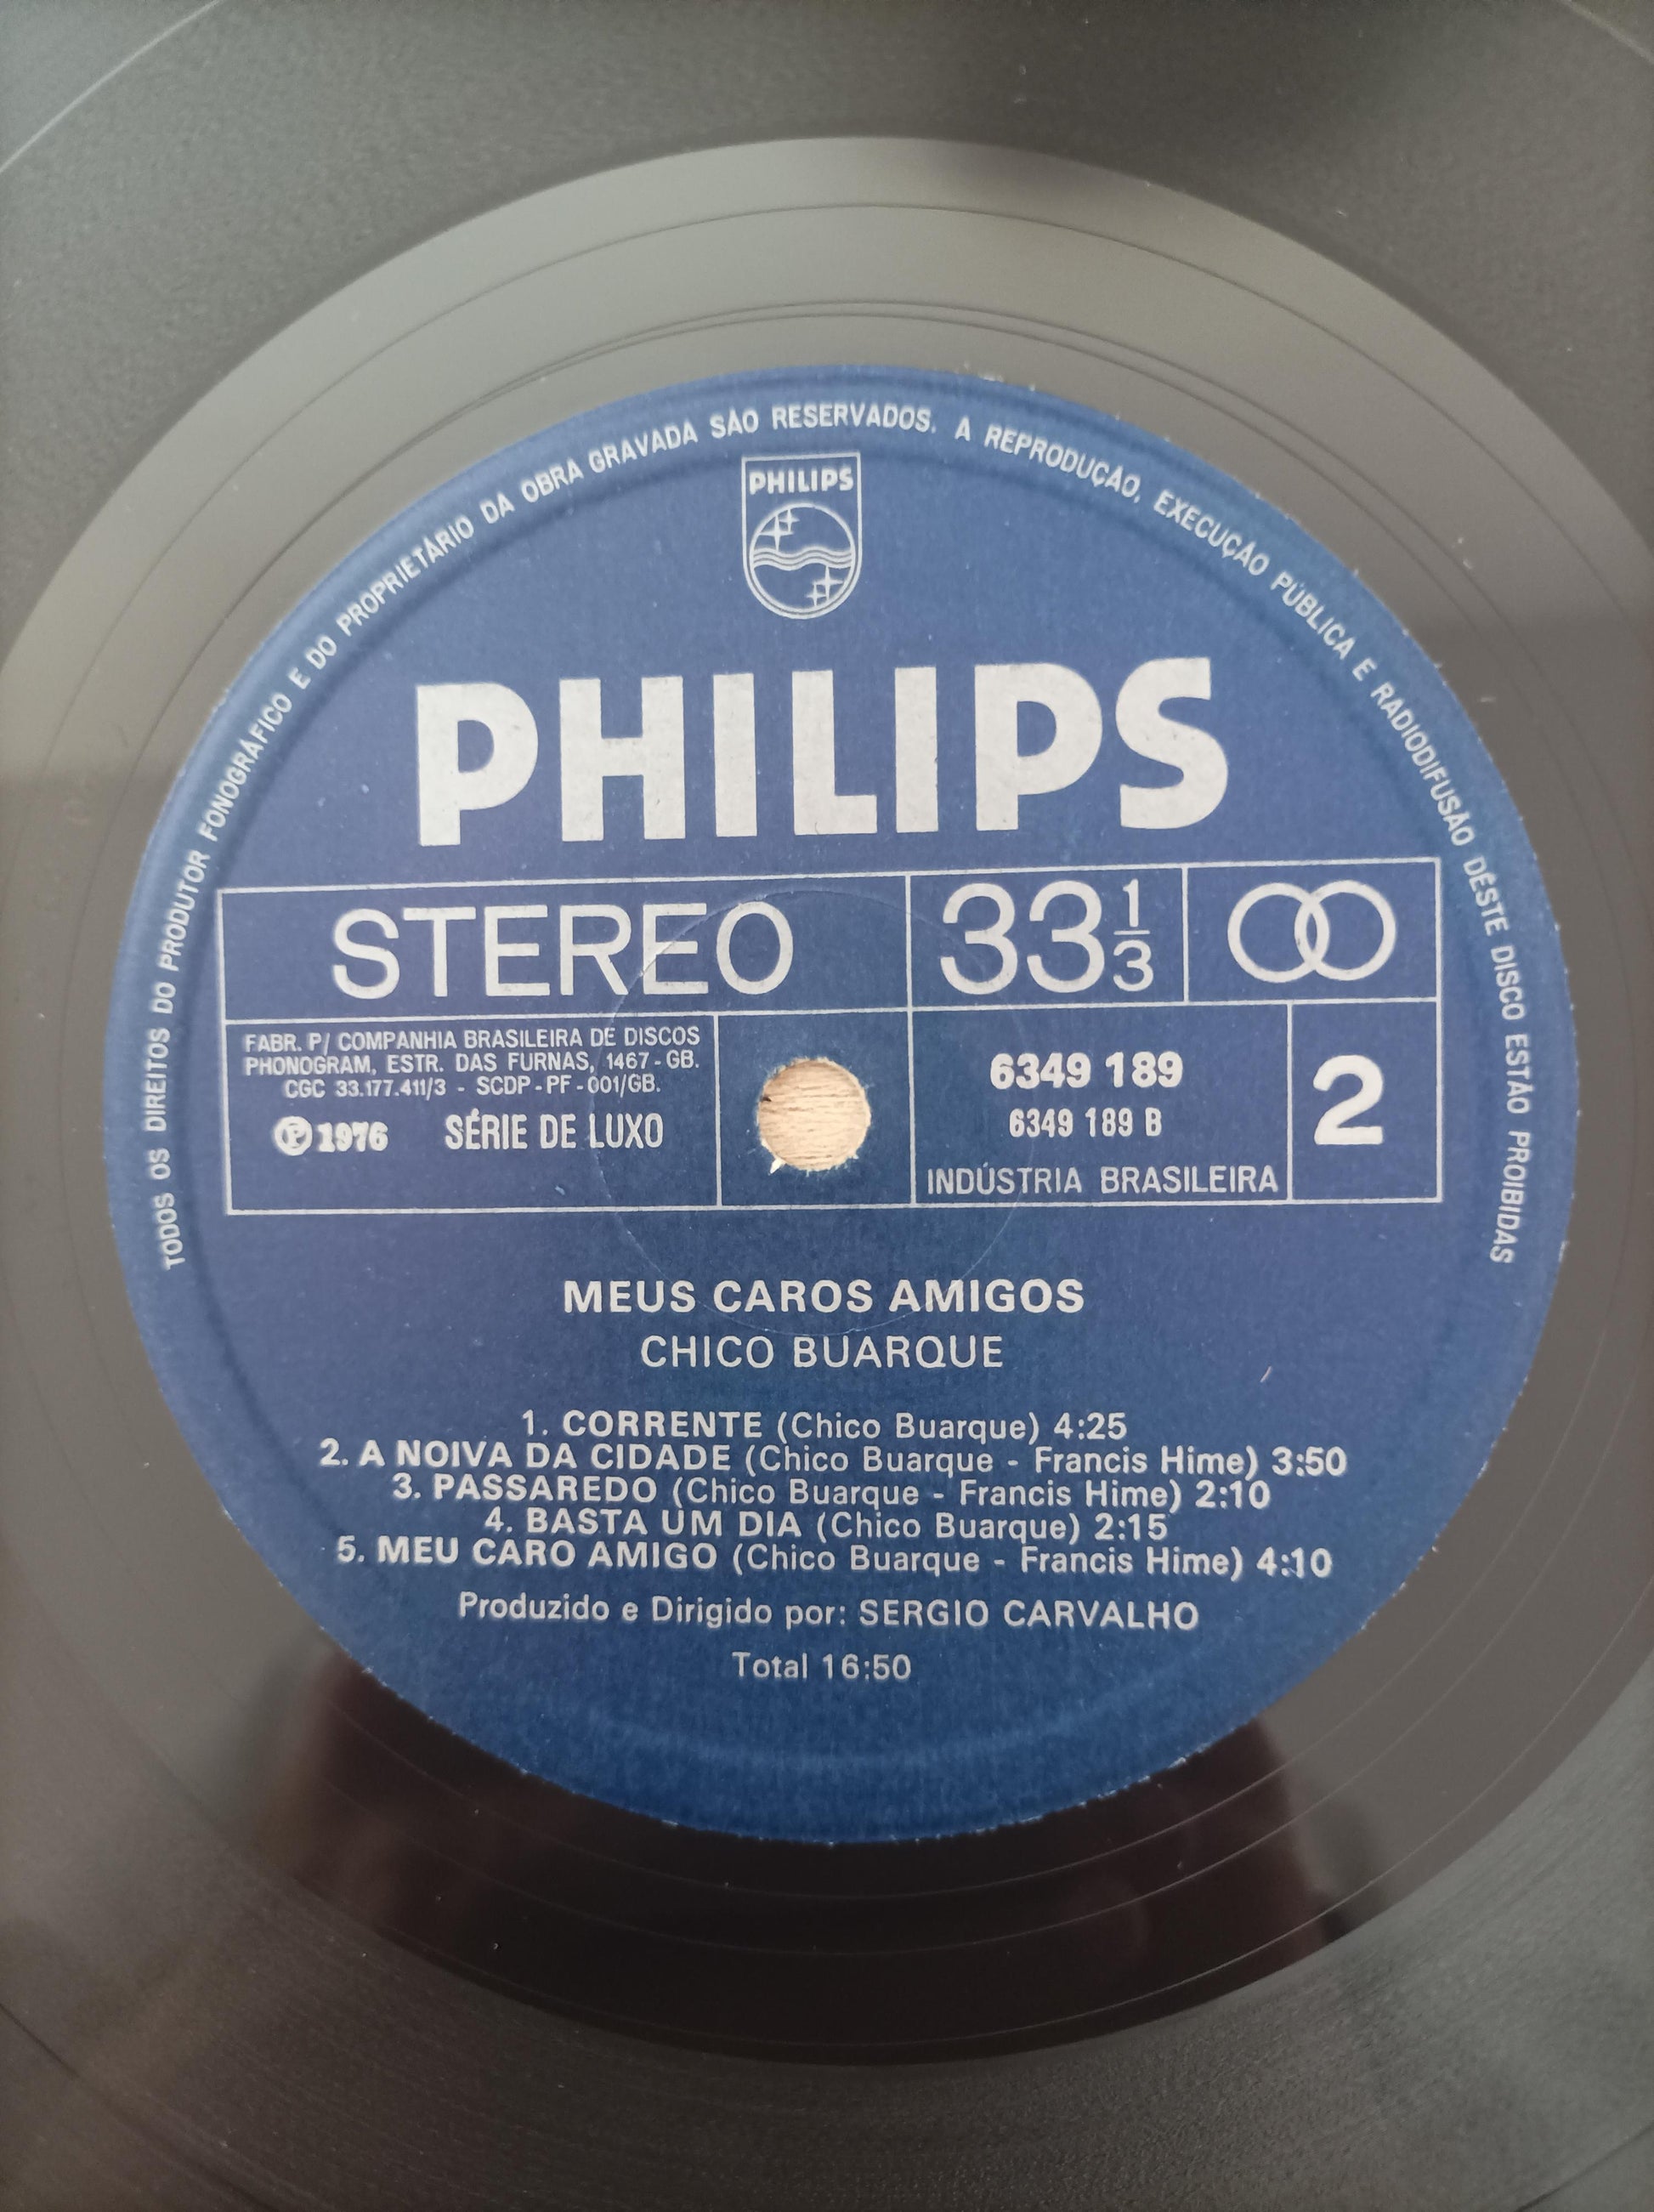 TODOS OS DIREITOS DO PRODUTOR FONOGRÁFICO E DO PROPRIETÁRIO DA OBRA GRAVADA SÃO RESERVADOS. A REPRODUÇÃO, EXECUÇÃO PÚBLICA E RADIODIFUSÃO DÊSTE DISCO ESTÃO PROIBIDAS
PHILIPS
PHILIPS
STEREO 33 1/3
FABR. P/ COMPANHIA BRASILEIRA DE DISCOS
PHONOGRAM, ESTR. DAS FURNAS, 1467 - GB.
CGC 33.177.411/3 - SCDP - PF - 001/GB.
Ⓟ 1976 SÉRIE DE LUXO
6349 189
6349 189 B
INDÚSTRIA BRASILEIRA
2
MEUS CAROS AMIGOS
CHICO BUARQUE
1. CORRENTE (Chico Buarque) 4:25
2. A NOIVA DA CIDADE (Chico Buarque - Francis Hime) 3:50
3. PASSAREDO (Chico Buarque - Francis Hime) 2:10
4. BASTA UM DIA (Chico Buarque) 2:15
5. MEU CARO AMIGO (Chico Buarque - Francis Hime) 4:10
Produzido e Dirigido por: SERGIO CARVALHO
Total 16:50